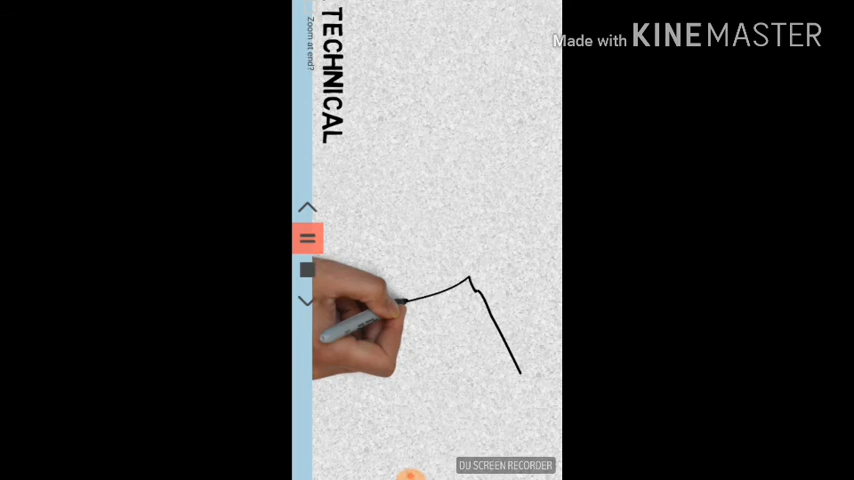 Made with KINEMASTER
TECHNICAL
Zoom at end?
DU SCREEN RECORDER